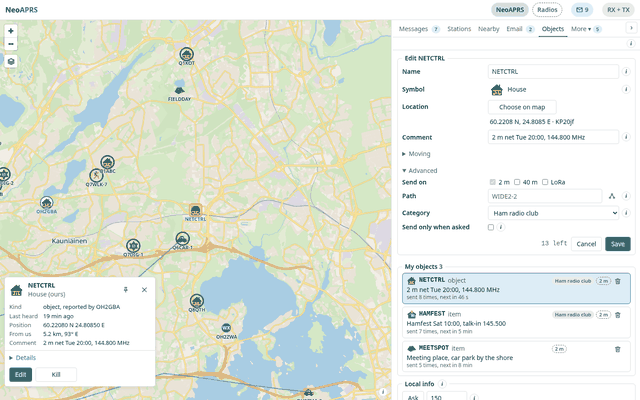 NeoAPRS
NeoAPRS Radios 9 RX + TX
Messages 7 Stations Nearby Email 2 Objects More 5
Edit NETCTRL
Name NETCTRL
Symbol House
Location Choose on map
60.2208 N, 24.8085 E · KP20jf
Comment 2 m net Tue 20:00, 144.800 MHz
Moving
Advanced
Send on 2 m 40 m LoRa
Path WIDE2-2
Category Ham radio club
Send only when asked
13 left Cancel Save
My objects 3
NETCTRL object Ham radio club 2 m
2 m net Tue 20:00, 144.800 MHz
sent 8 times, next in 46 s
HAMFEST item Ham radio club 2 m
Hamfest Sat 10:00, talk-in 145.500
sent 7 times, next in 5 min
MEETSPOT item 2 m
Meeting place, car park by the shore
sent 5 times, next in 8 min
Local info
Ask 150
FIELDDAY
OH2GBA
NETCTRL
Kauniainen
OH2ZWA
NETCTRL
House (ours)
Kind object, reported by OH2GBA
Last heard 19 min ago
Position 60.22080 N 24.80850 E
From us 5.2 km, 93° E
Comment 2 m net Tue 20:00, 144.800 MHz
Details
Edit Kill